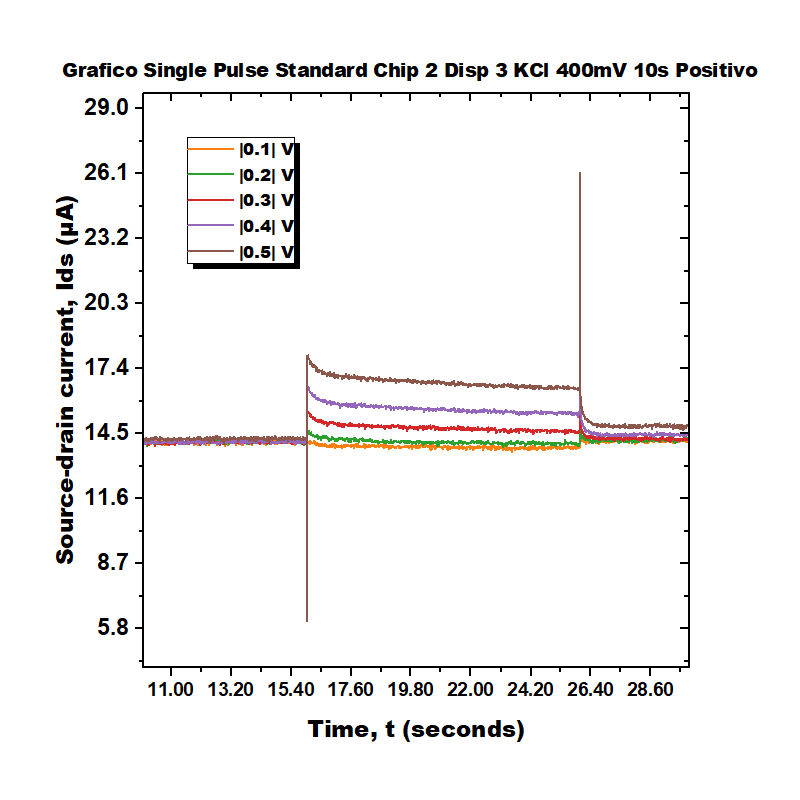 Grafico Single Pulse Standard Chip 2 Disp 3 KCl 400mV 10s Positivo
29.0
26.1
23.2
20.3
17.4
14.5
11.6
8.7
5.8
Source-drain current, Ids (µA)
|0.1| V
|0.2| V
|0.3| V
|0.4| V
|0.5| V
11.00 13.20 15.40 17.60 19.80 22.00 24.20 26.40 28.60
Time, t (seconds)